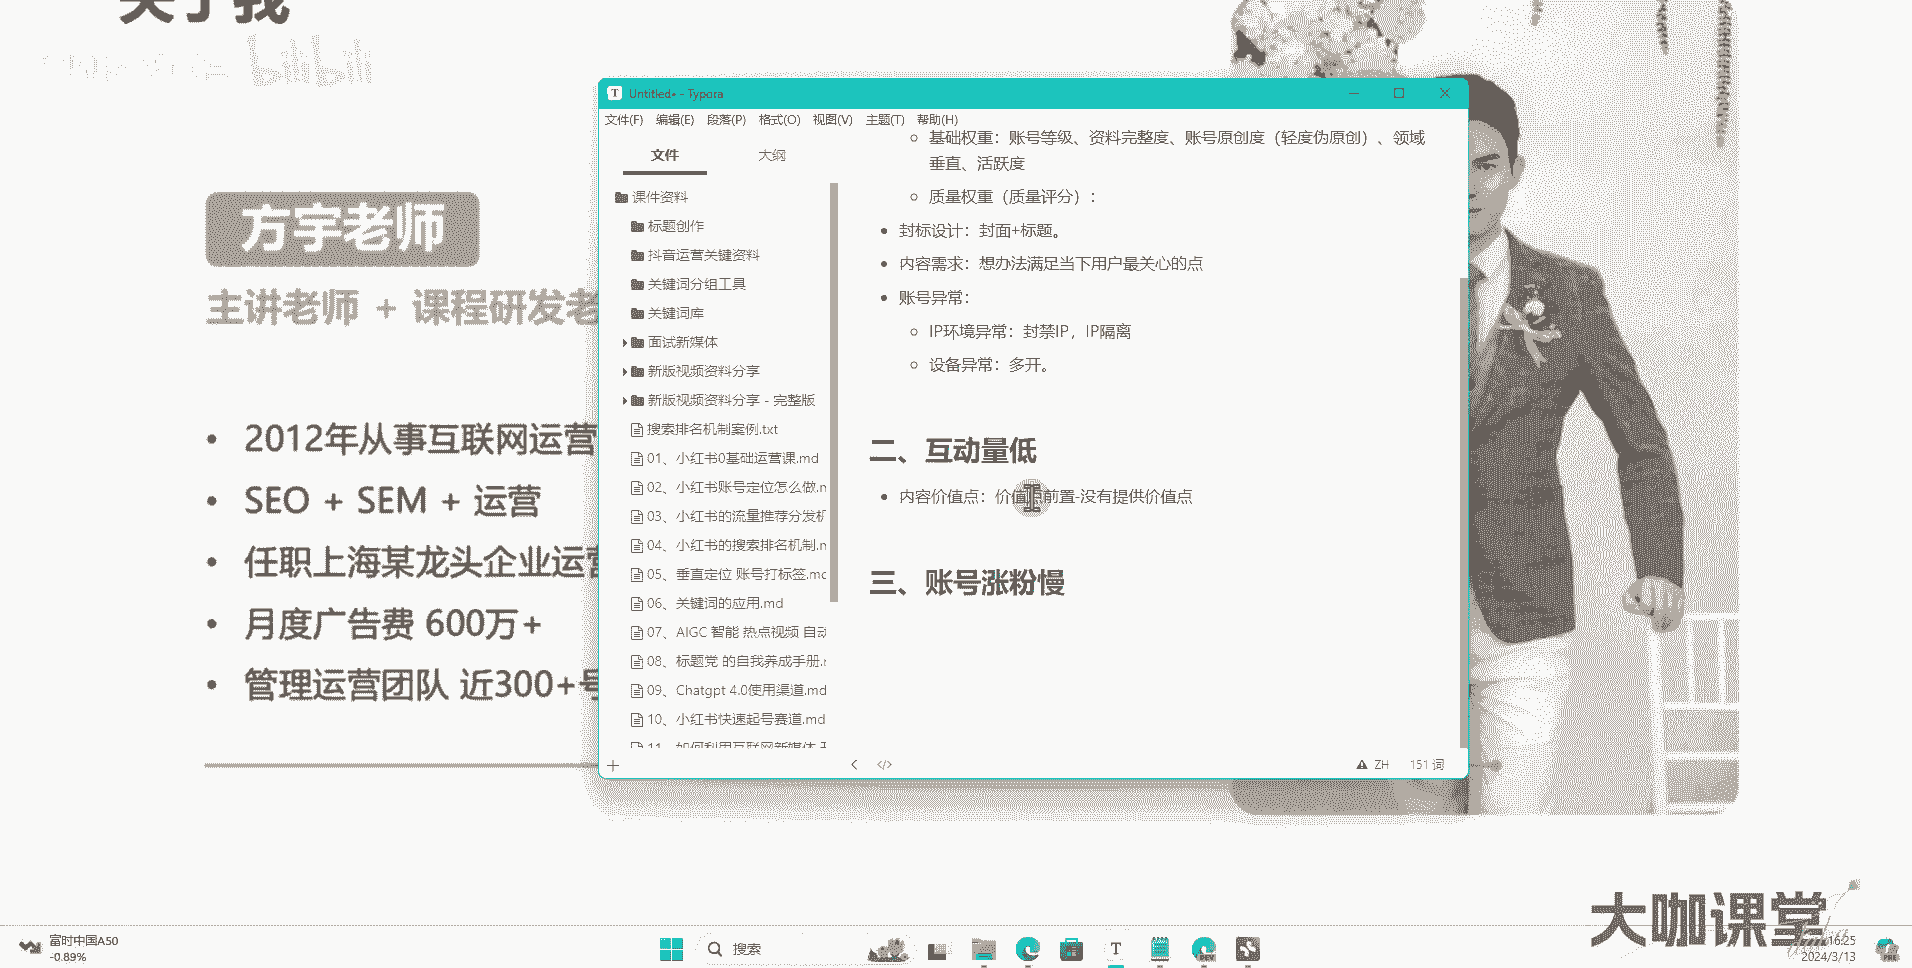 关于我
bilibili
方宇老师
主讲老师 + 课程研发老
2012年从事互联网运营
SEO + SEM + 运营
任职上海某龙头企业运营
月度广告费 600万+
管理运营团队 近300+号
Untitled• - Typora
文件(F) 编辑(E) 段落(P) 格式(O) 视图(V) 主题(T) 帮助(H)
文件 大纲
课件资料
标题创作
抖音运营关键资料
关键词分组工具
关键词库
面试新媒体
新版视频资料分享
新版视频资料分享 - 完整版
搜索排名机制案例.txt
01、小红书0基础运营课.md
02、小红书账号定位怎么做.m
03、小红书的流量推荐分发机
04、小红书的搜索排名机制.m
05、垂直定位 账号打标签.md
06、关键词的应用.md
07、AIGC 智能 热点视频 自动
08、标题党 的自我养成手册.m
09、Chatgpt 4.0使用渠道.md
10、小红书快速起号赛道.md
11、如何利用互联网新媒体
基础权重：账号等级、资料完整度、账号原创度（轻度伪原创）、领域
垂直、活跃度
质量权重（质量评分）：
封标设计：封面+标题。
内容需求：想办法满足当下用户最关心的点
账号异常：
IP环境异常：封禁IP，IP隔离
设备异常：多开。
二、互动量低
内容价值点：价值点前置-没有提供价值点
三、账号涨粉慢
ZH 151 词
大咖课堂
富时中国A50
-0.89%
搜索
16:25
2024/3/13